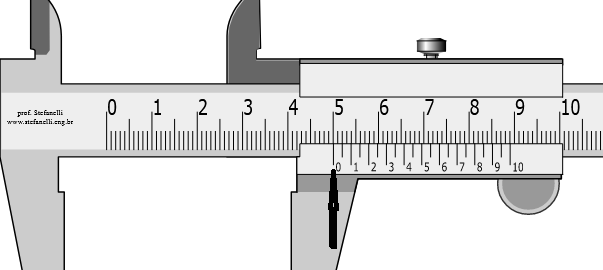 0 1 2 3 4 5 6 7 8 9 10
prof. Stefanelli
www.stefanelli.eng.br
0 1 2 3 4 5 6 7 8 9 10